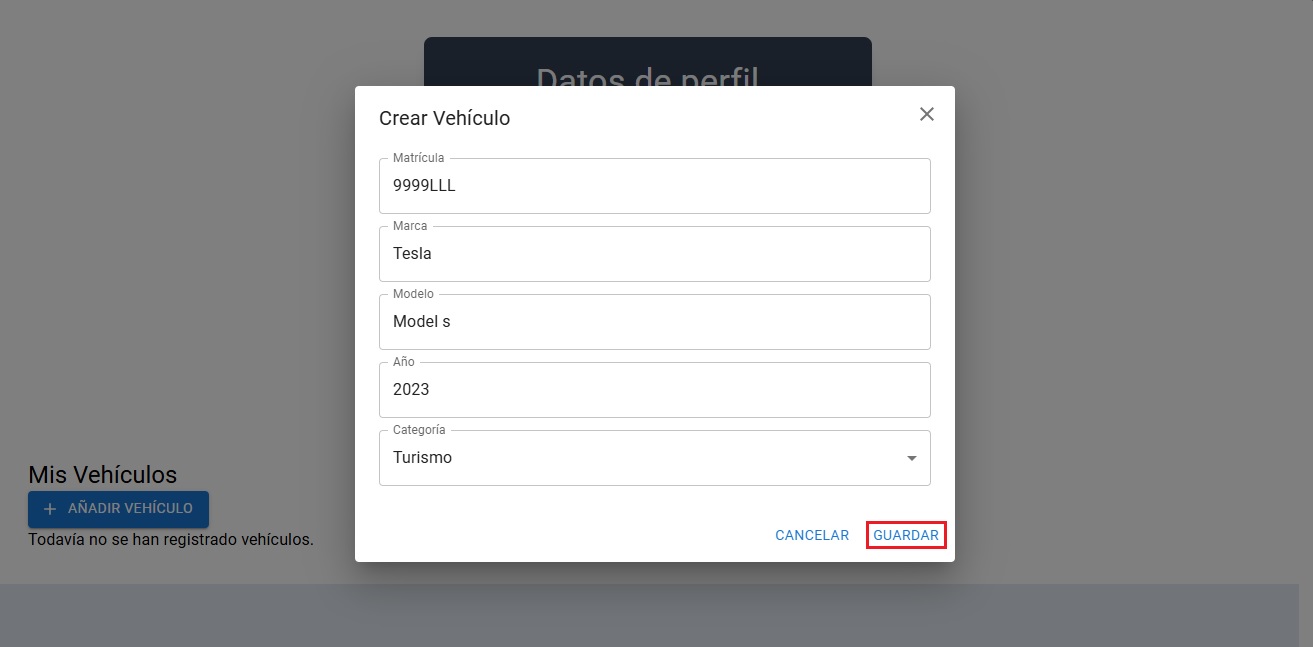 Datos de perfil
Crear Vehículo
Matrícula
9999LLL
Marca
Tesla
Modelo
Model s
Año
2023
Categoría
Turismo
Mis Vehículos
+ AÑADIR VEHÍCULO
Todavía no se han registrado vehículos.
CANCELAR GUARDAR